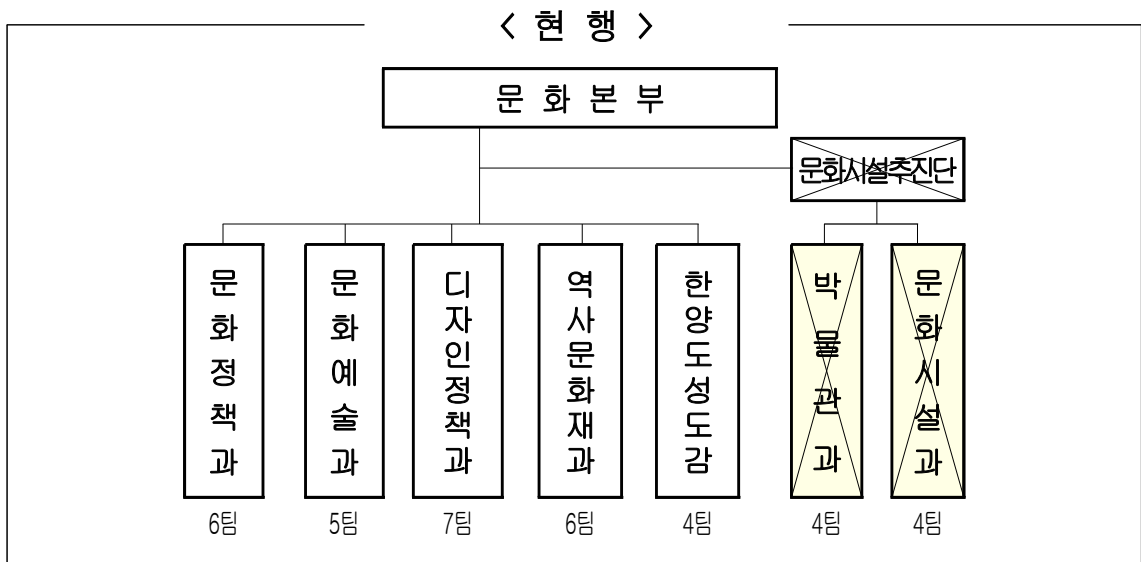 < 현 행 >
문 화 본 부
문화시설추진단
문화정책과
문화예술과
디자인정책과
역사문화재과
한양도성도감
박물관과
문화시설과
6팀 5팀 7팀 6팀 4팀 4팀 4팀